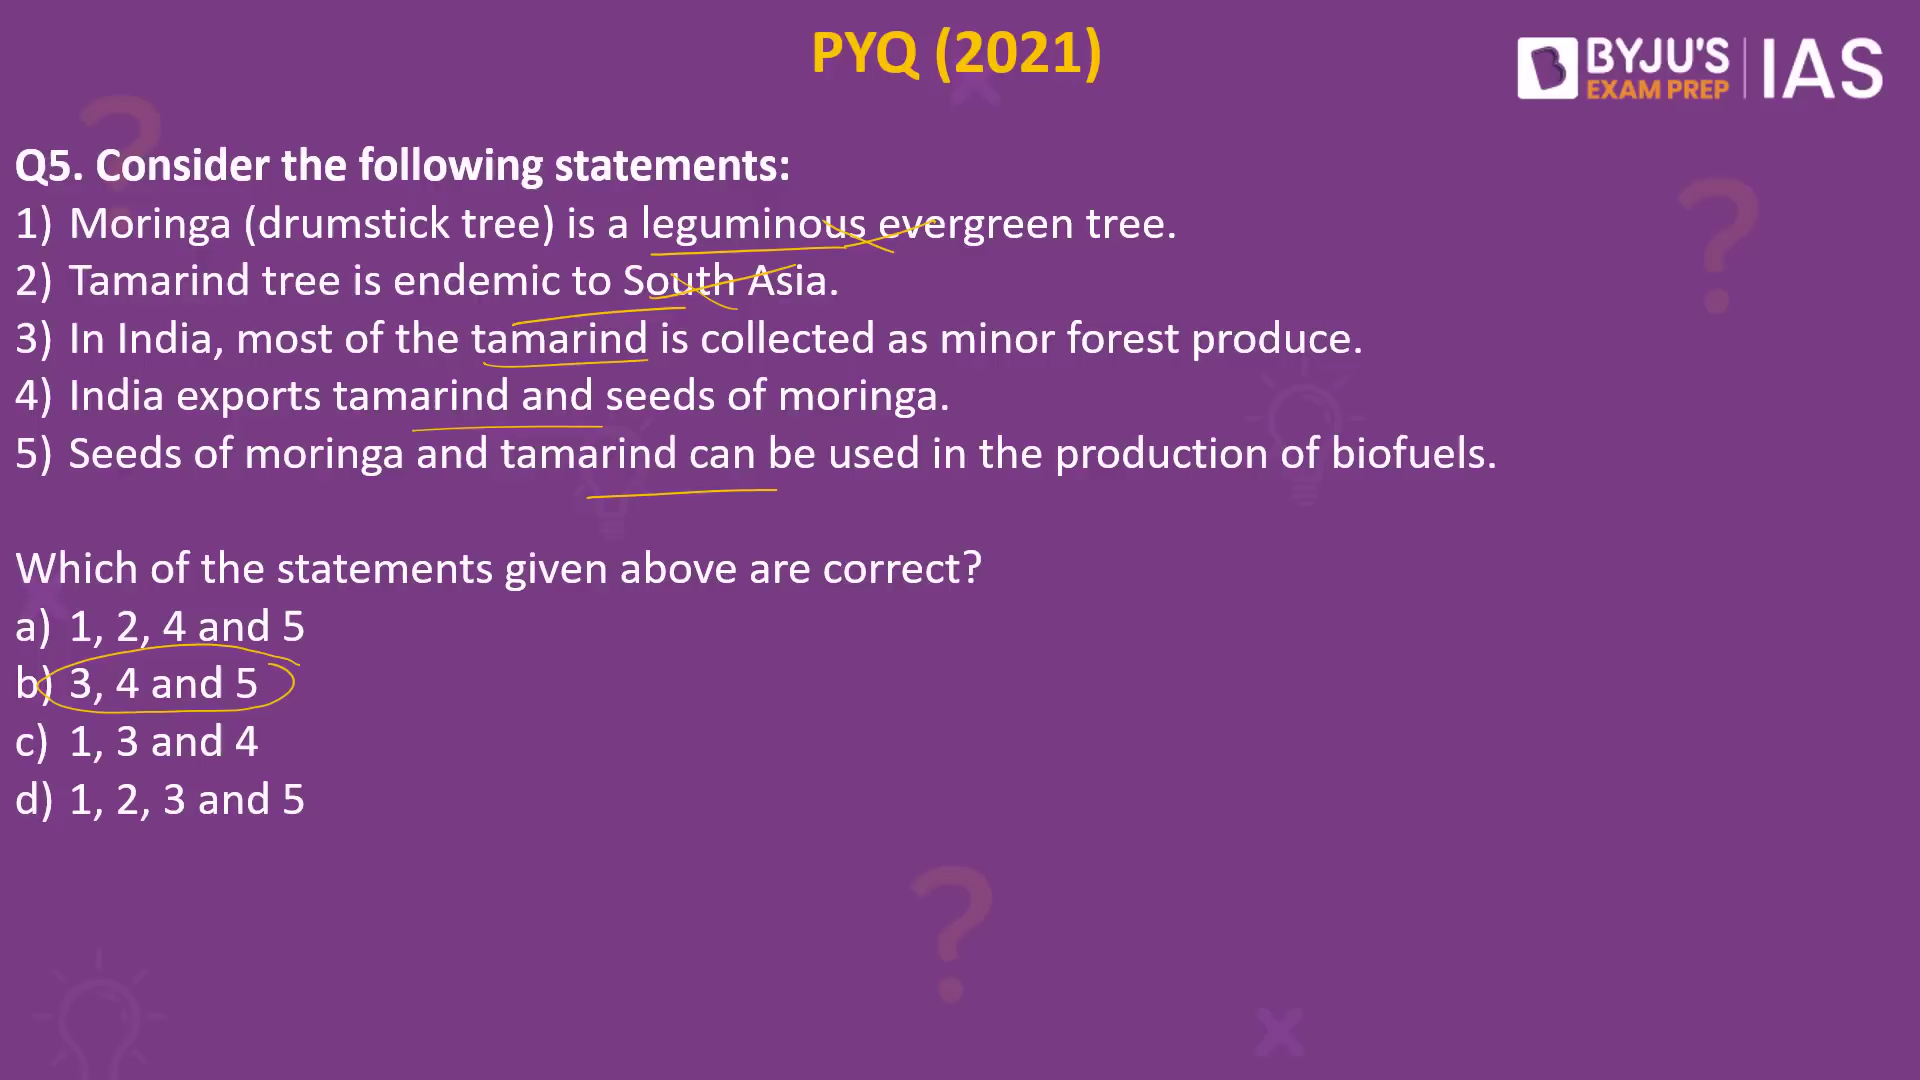 PYQ (2021)
BYJU'S
EXAM PREP
IAS
Q5. Consider the following statements:
1) Moringa (drumstick tree) is a leguminous evergreen tree.
2) Tamarind tree is endemic to South Asia.
3) In India, most of the tamarind is collected as minor forest produce.
4) India exports tamarind and seeds of moringa.
5) Seeds of moringa and tamarind can be used in the production of biofuels.
Which of the statements given above are correct?
a) 1, 2, 4 and 5
b) 3, 4 and 5
c) 1, 3 and 4
d) 1, 2, 3 and 5